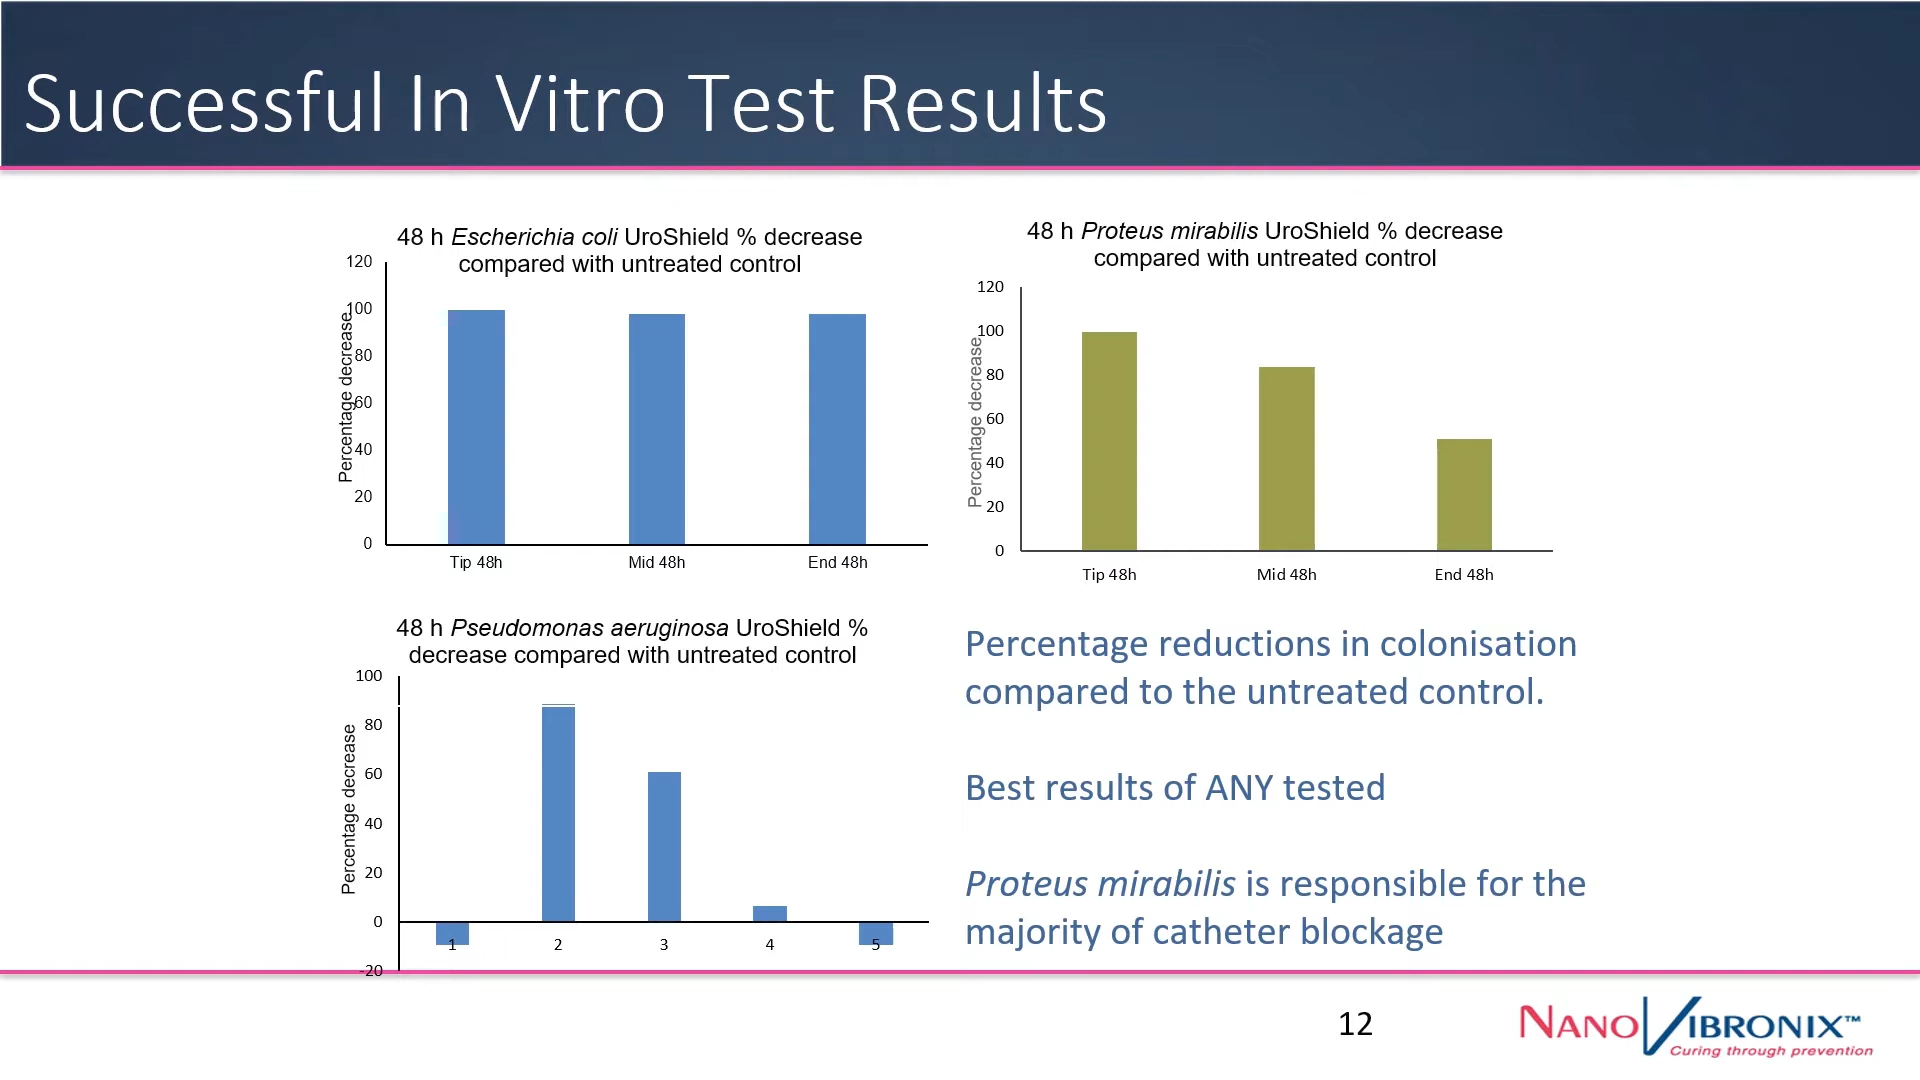 Successful In Vitro Test Results
48 h Escherichia coli UroShield % decrease
compared with untreated control
120
100
80
60
40
20
0
Percentage decrease
Tip 48h
Mid 48h
End 48h
48 h Proteus mirabilis UroShield % decrease
compared with untreated control
120
100
80
60
40
20
0
Percentage decrease
Tip 48h
Mid 48h
End 48h
48 h Pseudomonas aeruginosa UroShield %
decrease compared with untreated control
100
80
60
40
20
0
-20
Percentage decrease
1
2
3
4
5
Percentage reductions in colonisation
compared to the untreated control.
Best results of ANY tested
Proteus mirabilis is responsible for the
majority of catheter blockage
12
NANOVIBRONIX™
Curing through prevention